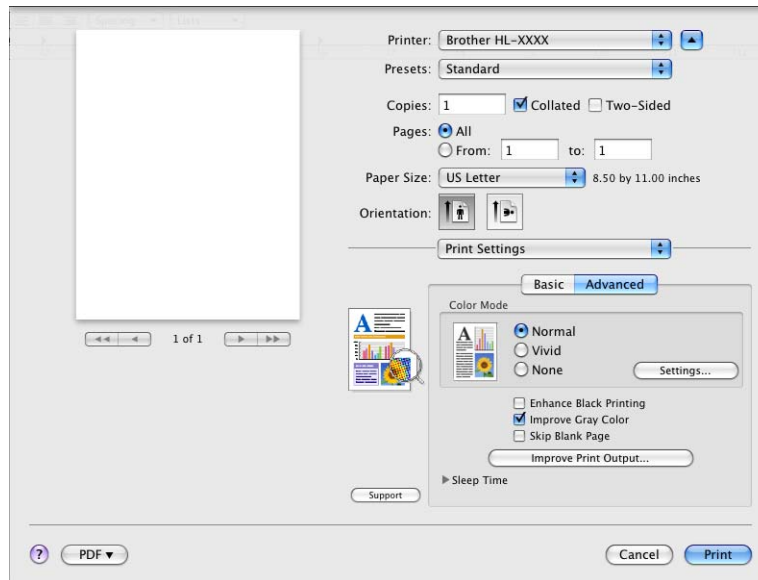 Spacing Lists
Printer: Brother HL-XXXX
Presets: Standard
Copies: 1 Collated Two-Sided
Pages: All
From: 1 to: 1
Paper Size: US Letter 8.50 by 11.00 inches
Orientation:
Print Settings
Basic Advanced
Color Mode
Normal
Vivid
None Settings...
Enhance Black Printing
Improve Gray Color
Skip Blank Page
Improve Print Output...
Sleep Time
Support
1 of 1
? PDF Cancel Print